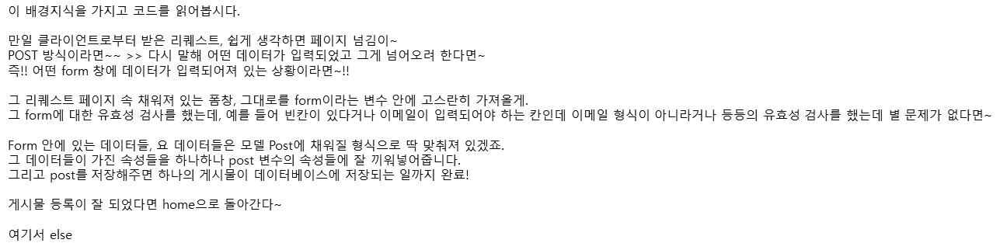 이 배경지식을 가지고 코드를 읽어봅시다.
만일 클라이언트로부터 받은 리퀘스트, 쉽게 생각하면 페이지 넘김이~
POST 방식이라면~~ >> 다시 말해 어떤 데이터가 입력되었고 그게 넘어오려 한다면~
즉!! 어떤 form 창에 데이터가 입력되어져 있는 상황이라면~!!
그 리퀘스트 페이지 속 채워져 있는 폼창, 그대로를 form이라는 변수 안에 고스란히 가져올게.
그 form에 대한 유효성 검사를 했는데, 예를 들어 빈칸이 있다거나 이메일이 입력되어야 하는 칸인데 이메일 형식이 아니라거나 등등의 유효성 검사를 했는데 별 문제가 없다면~
Form 안에 있는 데이터들, 요 데이터들은 모델 Post에 채워질 형식으로 딱 맞춰져 있겠죠.
그 데이터들이 가진 속성들을 하나하나 post 변수의 속성들에 잘 끼워넣어줍니다.
그리고 post를 저장해주면 하나의 게시물이 데이터베이스에 저장되는 일까지 완료!
게시물 등록이 잘 되었다면 home으로 돌아간다~
여기서 else